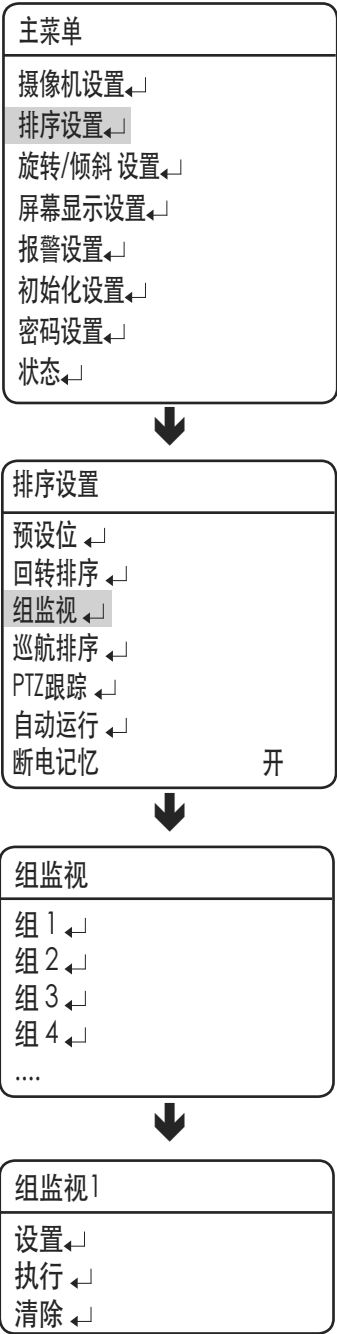 主菜单
摄像机设置↵
排序设置↵
旋转/倾斜 设置↵
屏幕显示设置↵
报警设置↵
初始化设置↵
密码设置↵
状态↵
排序设置
预设位 ↵
回转排序 ↵
组监视 ↵
巡航排序 ↵
PTZ跟踪 ↵
自动运行 ↵
断电记忆 开
组监视
组 1 ↵
组 2 ↵
组 3 ↵
组 4 ↵
....
组监视1
设置↵
执行 ↵
清除 ↵